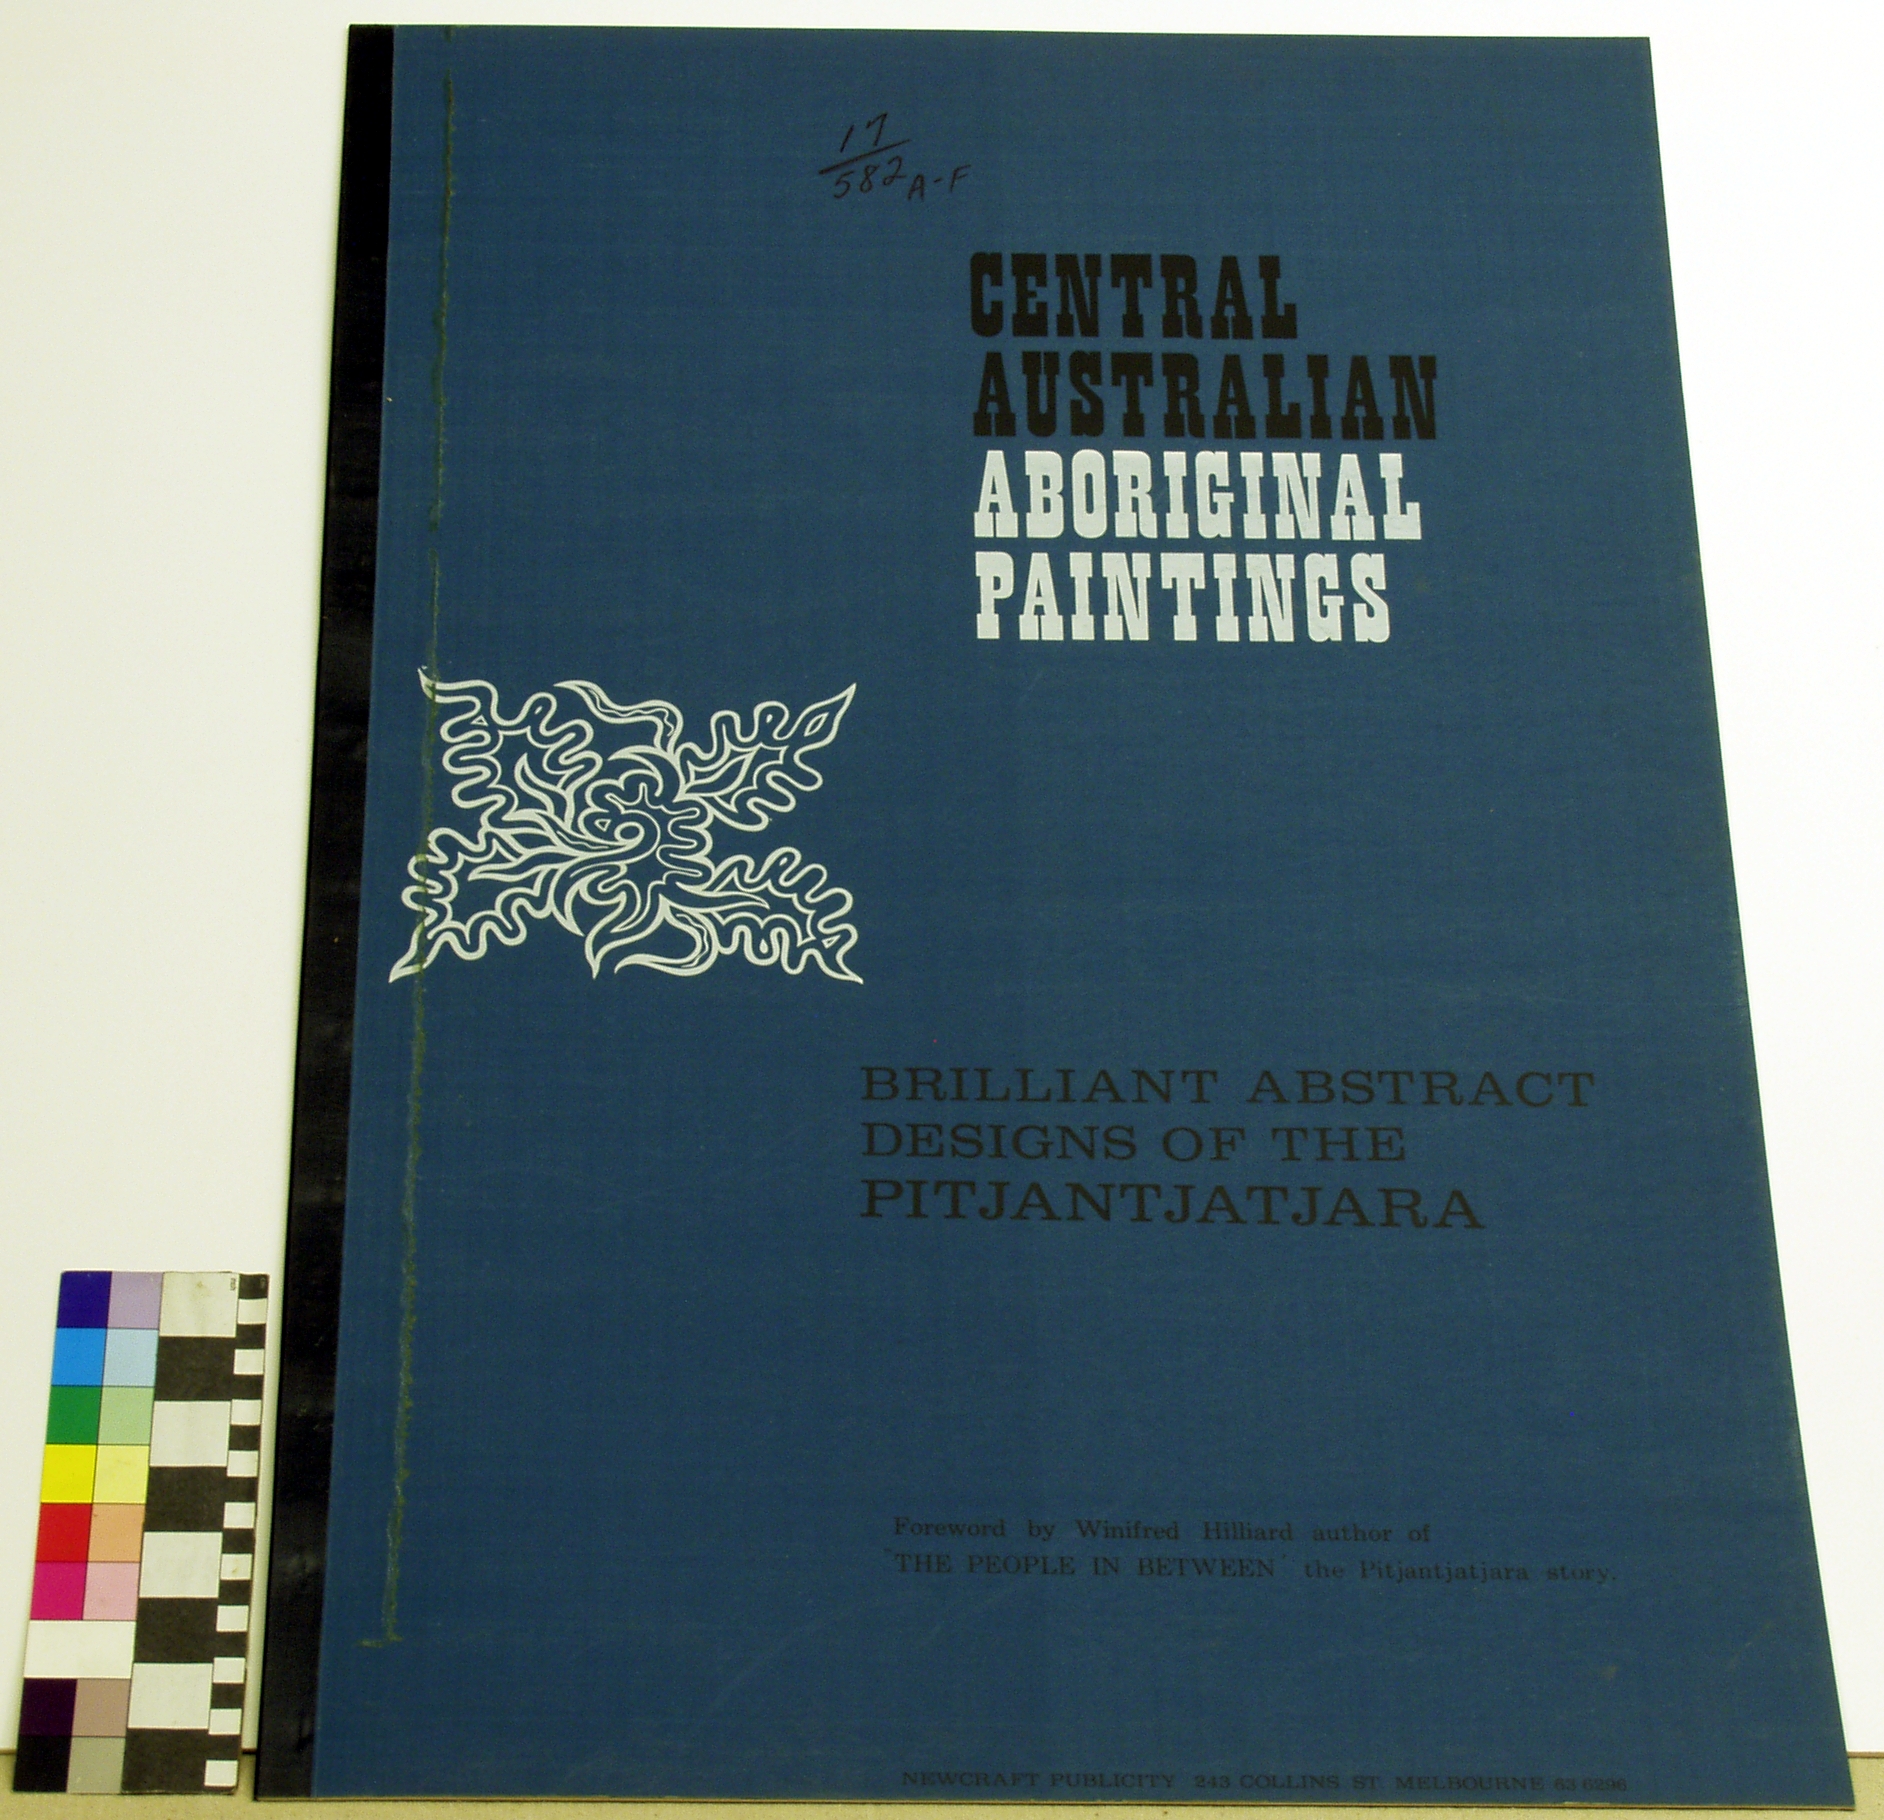 17
582 A-F
CENTRAL
AUSTRALIAN
ABORIGINAL
PAINTINGS
BRILLIANT ABSTRACT
DESIGNS OF THE
PITJANTJATJARA
Foreword by Winifred Hilliard author of
'THE PEOPLE IN BETWEEN' the Pitjantjatjara story.
NEWCRAFT PUBLICITY 243 COLLINS ST MELBOURNE 63 6296